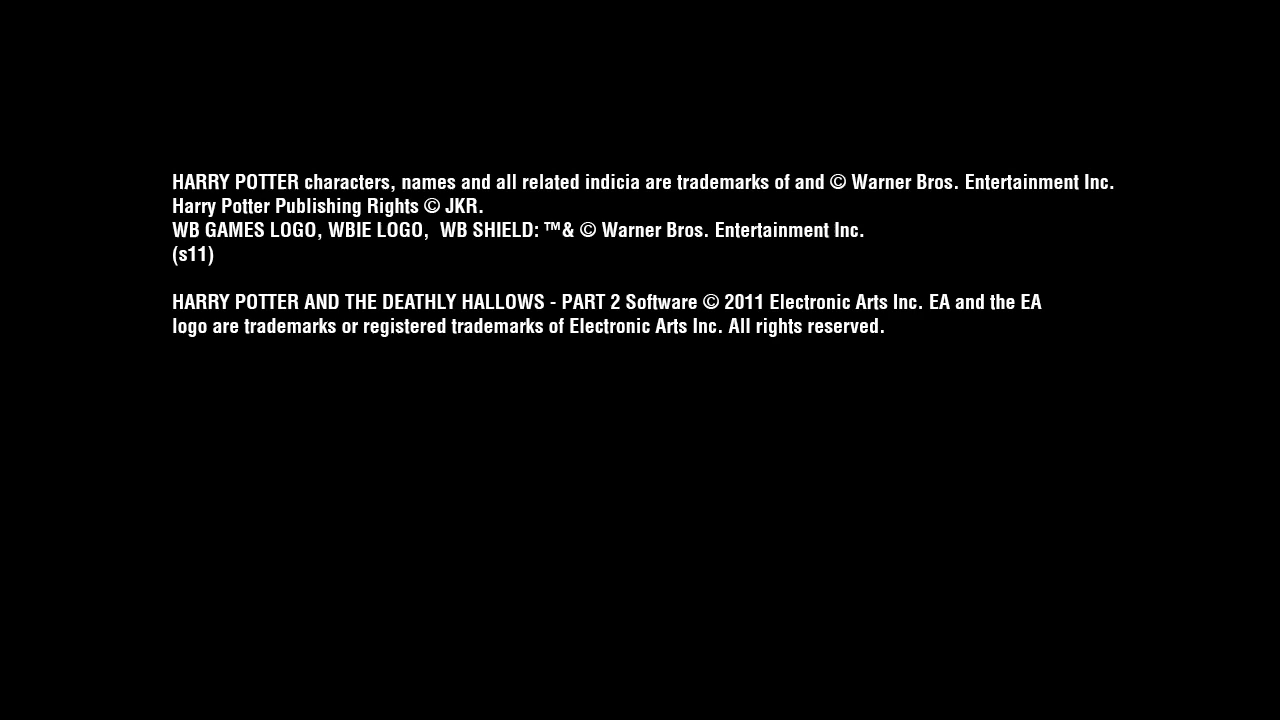 HARRY POTTER characters, names and all related indicia are trademarks of and © Warner Bros. Entertainment Inc.
Harry Potter Publishing Rights © JKR.
WB GAMES LOGO, WBIE LOGO,  WB SHIELD: ™& © Warner Bros. Entertainment Inc.
(s11)

HARRY POTTER AND THE DEATHLY HALLOWS - PART 2 Software © 2011 Electronic Arts Inc. EA and the EA
logo are trademarks or registered trademarks of Electronic Arts Inc. All rights reserved.